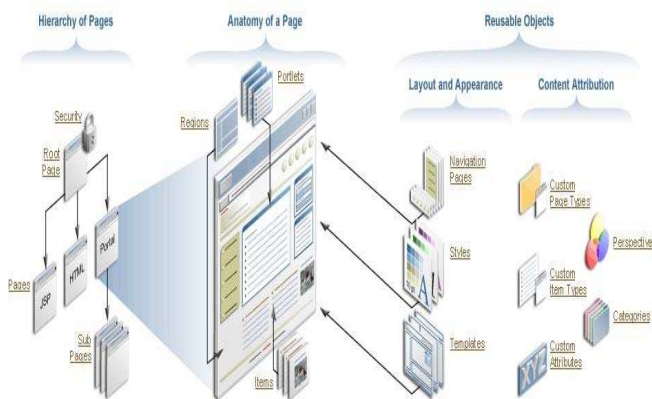 Hierarchy of Pages
Anatomy of a Page
Reusable Objects
Layout and Appearance
Content Attribution
Security
Root
Page
Pages
JSP
HTML
Portal
Sub
Pages
Regions
Portlets
Items
Navigation
Pages
Styles
A
Templates
Custom
Page Types
Perspective
Custom
Item Types
Categories
XYZ
Custom
Attributes